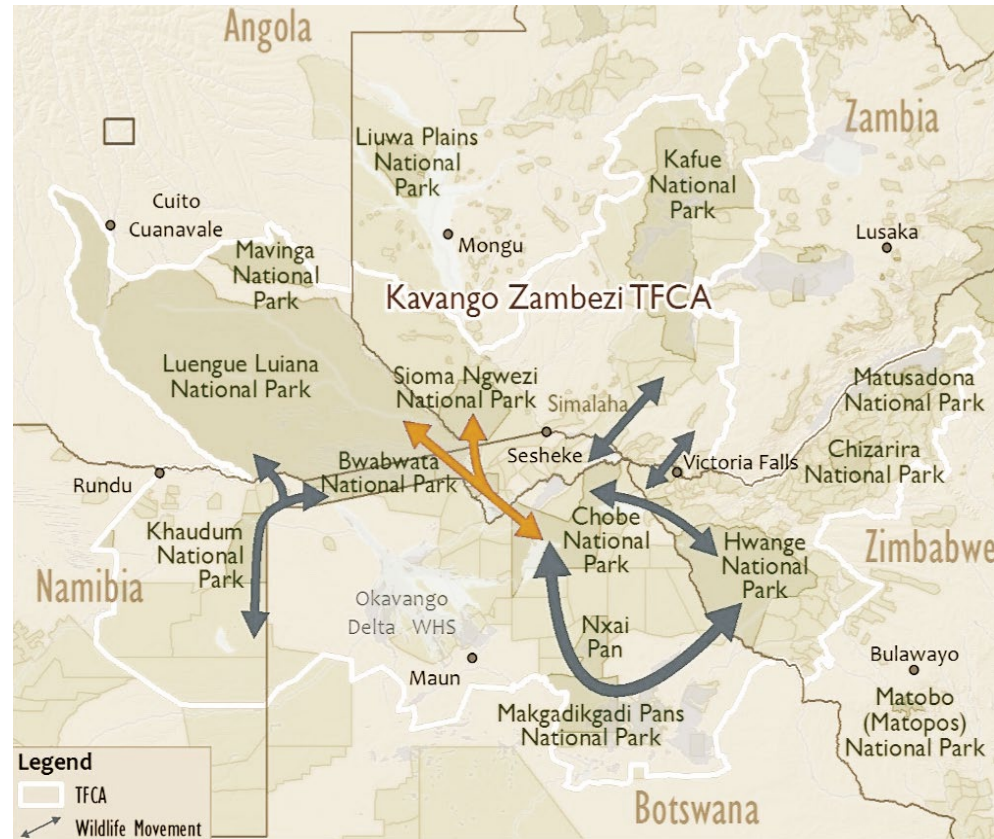 Angola
Zambia
Liuwa Plains
National
Park
Kafue
National
Park
Cuito
Cuanavale
Mongu
Lusaka
Mavinga
National
Park
Kavango Zambezi TFCA
Luengue Luiana
National Park
Sioma Ngwezi
National Park
Simalaha
Matusadona
National Park
Sesheke
Chizarira
National Park
Bwabwata
National Park
Victoria Falls
Rundu
Khaudum
National
Park
Chobe
National
Park
Hwange
National
Park
Zimbabwe
Namibia
Okavango
Delta WHS
Nxai
Pan
Maun
Bulawayo
Makgadikgadi Pans
National Park
Matobo
(Matopos)
National Park
Botswana
Legend
TFCA
Wildlife Movement